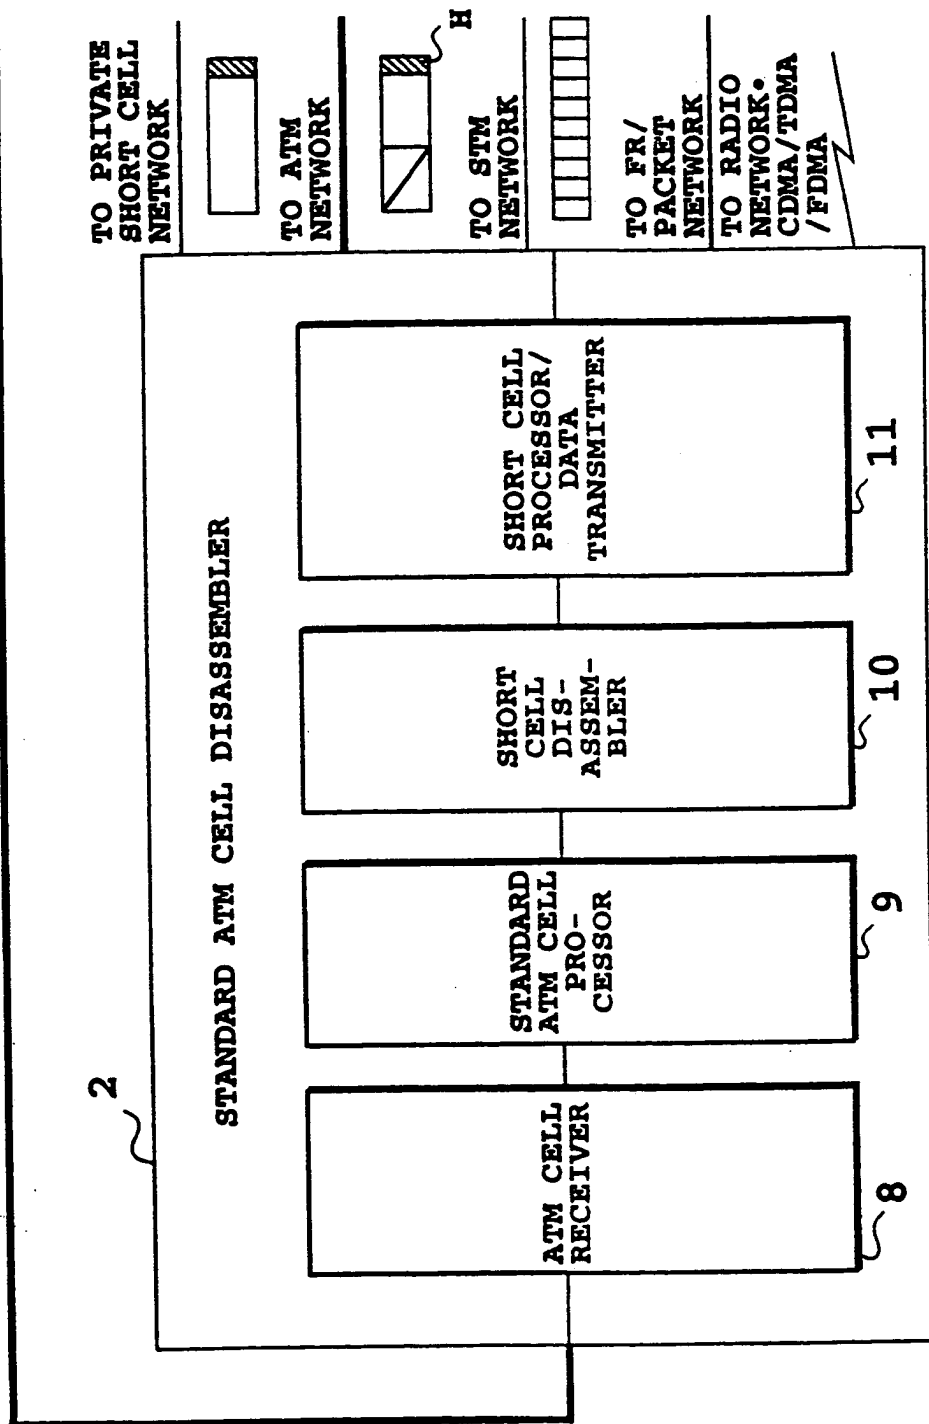 TO PRIVATE
SHORT CELL
NETWORK
TO ATM
NETWORK
H
TO STM
NETWORK
TO FR/
PACKET
NETWORK
TO RADIO
NETWORK•
CDMA/TDMA
/FDMA
2
STANDARD ATM CELL DISASSEMBLER
ATM CELL
RECEIVER
8
STANDARD
ATM CELL
PRO-
CESSOR
9
SHORT
CELL
DIS-
ASSEM-
BLER
10
SHORT CELL
PROCESSOR/
DATA
TRANSMITTER
11